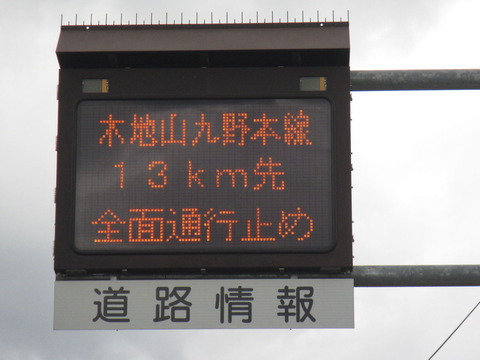 木地山九野本線
13km先
全面通行止め
道路情報